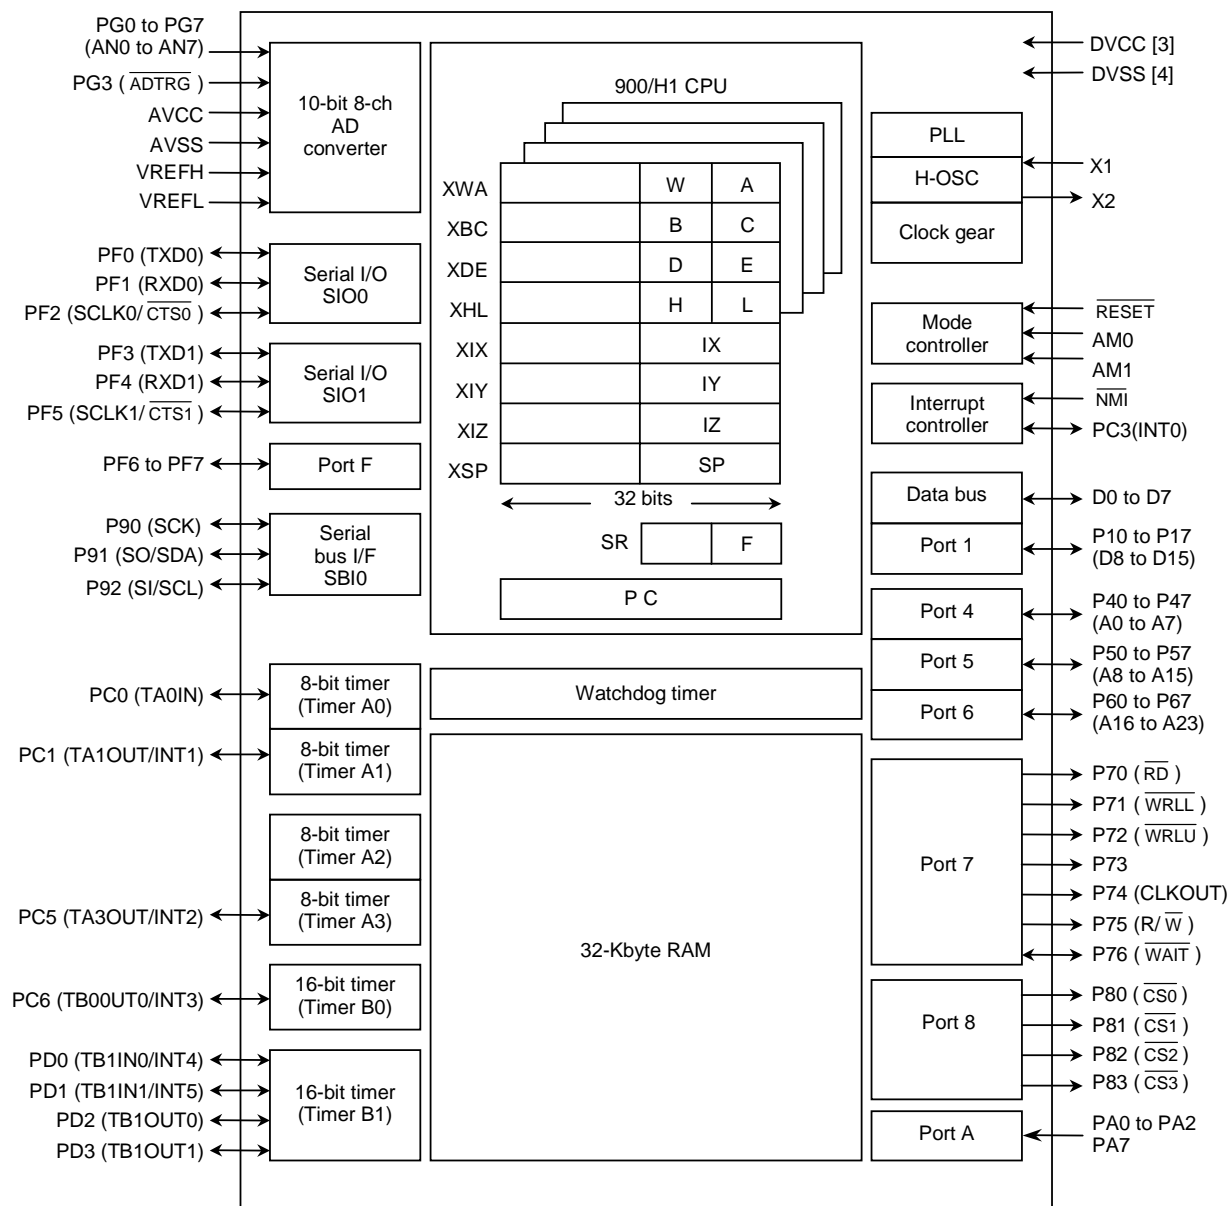 PG0 to PG7
(AN0 to AN7)
PG3 ( ADTRG )
AVCC
AVSS
VREFH
VREFL
10-bit 8-ch
AD
converter
PF0 (TXD0)
PF1 (RXD0)
PF2 (SCLK0/ CTS0 )
Serial I/O
SIO0
PF3 (TXD1)
PF4 (RXD1)
PF5 (SCLK1/ CTS1 )
Serial I/O
SIO1
PF6 to PF7
Port F
P90 (SCK)
P91 (SO/SDA)
P92 (SI/SCL)
Serial
bus I/F
SBI0
PC0 (TA0IN)
8-bit timer
(Timer A0)
PC1 (TA1OUT/INT1)
8-bit timer
(Timer A1)
8-bit timer
(Timer A2)
PC5 (TA3OUT/INT2)
8-bit timer
(Timer A3)
PC6 (TB00UT0/INT3)
16-bit timer
(Timer B0)
PD0 (TB1IN0/INT4)
PD1 (TB1IN1/INT5)
PD2 (TB1OUT0)
PD3 (TB1OUT1)
16-bit timer
(Timer B1)
900/H1 CPU
XWA W A
XBC B C
XDE D E
XHL H L
XIX IX
XIY IY
XIZ IZ
XSP SP
32 bits
SR F
P C
Watchdog timer
32-Kbyte RAM
DVCC [3]
DVSS [4]
PLL
H-OSC
Clock gear
X1
X2
Mode
controller
RESET
AM0
AM1
Interrupt
controller
NMI
PC3(INT0)
Data bus
D0 to D7
Port 1
P10 to P17
(D8 to D15)
Port 4
P40 to P47
(A0 to A7)
Port 5
P50 to P57
(A8 to A15)
Port 6
P60 to P67
(A16 to A23)
Port 7
P70 ( RD )
P71 ( WRLL )
P72 ( WRLU )
P73
P74 (CLKOUT)
P75 (R/ W )
P76 ( WAIT )
Port 8
P80 ( CS0 )
P81 ( CS1 )
P82 ( CS2 )
P83 ( CS3 )
Port A
PA0 to PA2
PA7